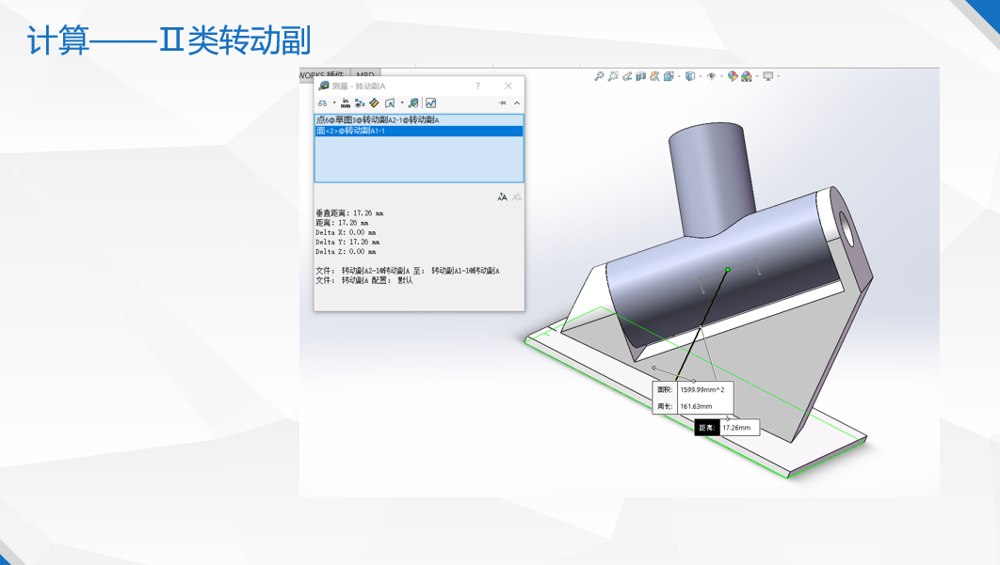 计算——Ⅱ类转动副
WORKS 插件 MBD
测量 - 转动副A
in
mm
点6@草图3@转动副A2-1@转动副A
面<2>@转动副A1-1
垂直距离: 17.26 mm
距离: 17.26 mm
Delta X: 0.00 mm
Delta Y: 17.26 mm
Delta Z: 0.00 mm
文件: 转动副A2-1@转动副A 至: 转动副A1-1@转动副A
文件: 转动副A 配置: 默认
面积: 1599.99mm^2
周长: 161.63mm
距离: 17.26mm